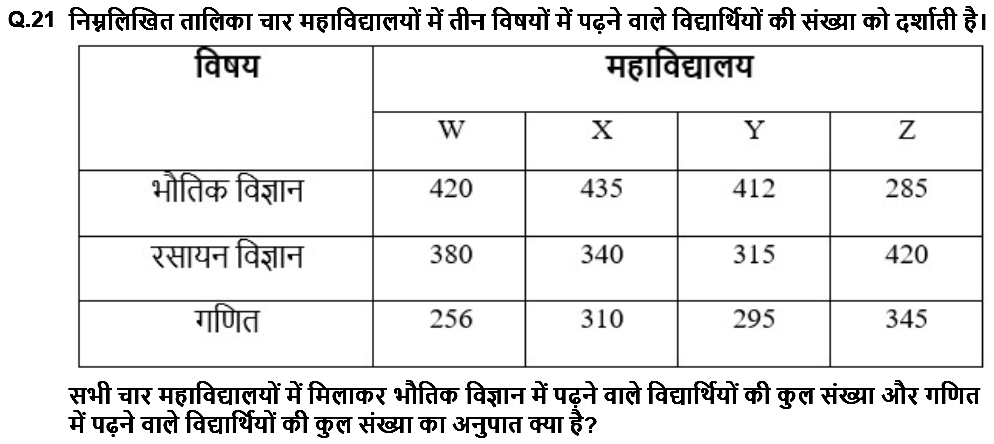 Q.21 निम्नलिखित तालिका चार महाविद्यालयों में तीन विषयों में पढ़ने वाले विद्यार्थियों की संख्या को दर्शाती है।
विषय महाविद्यालय
W X Y Z
भौतिक विज्ञान 420 435 412 285
रसायन विज्ञान 380 340 315 420
गणित 256 310 295 345
सभी चार महाविद्यालयों में मिलाकर भौतिक विज्ञान में पढ़ने वाले विद्यार्थियों की कुल संख्या और गणित
में पढ़ने वाले विद्यार्थियों की कुल संख्या का अनुपात क्या है?